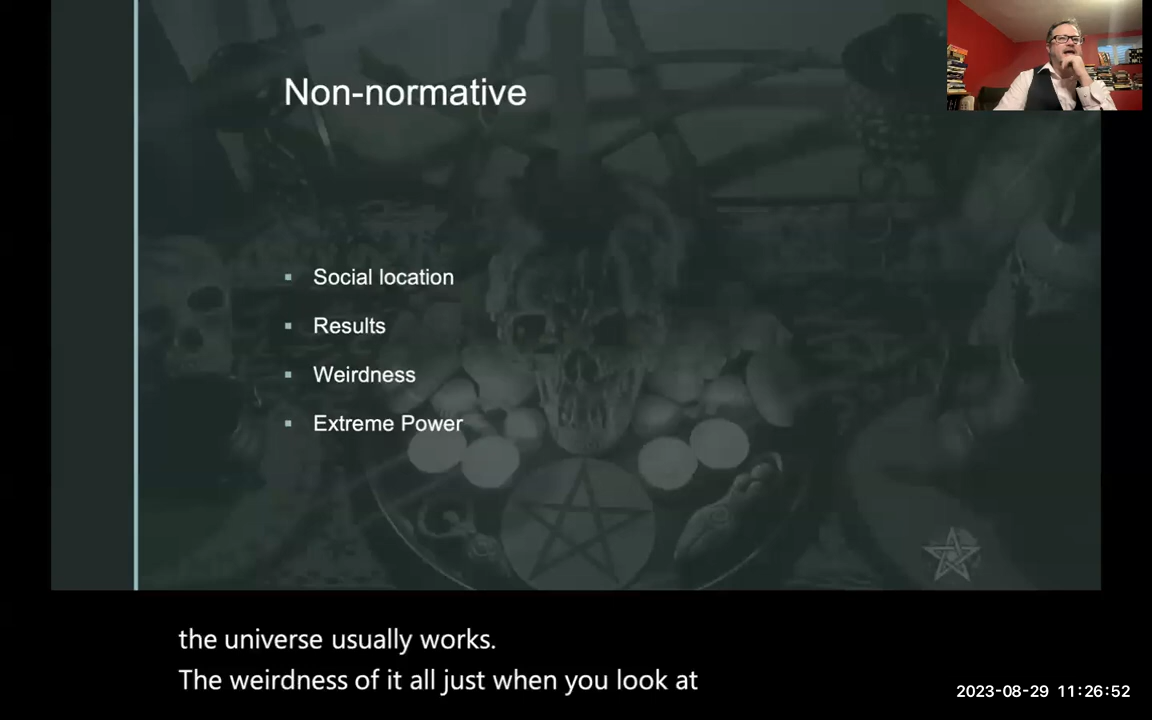 Non-normative
Social location
Results
Weirdness
Extreme Power
the universe usually works.
The weirdness of it all just when you look at
2023-08-29 11:26:52